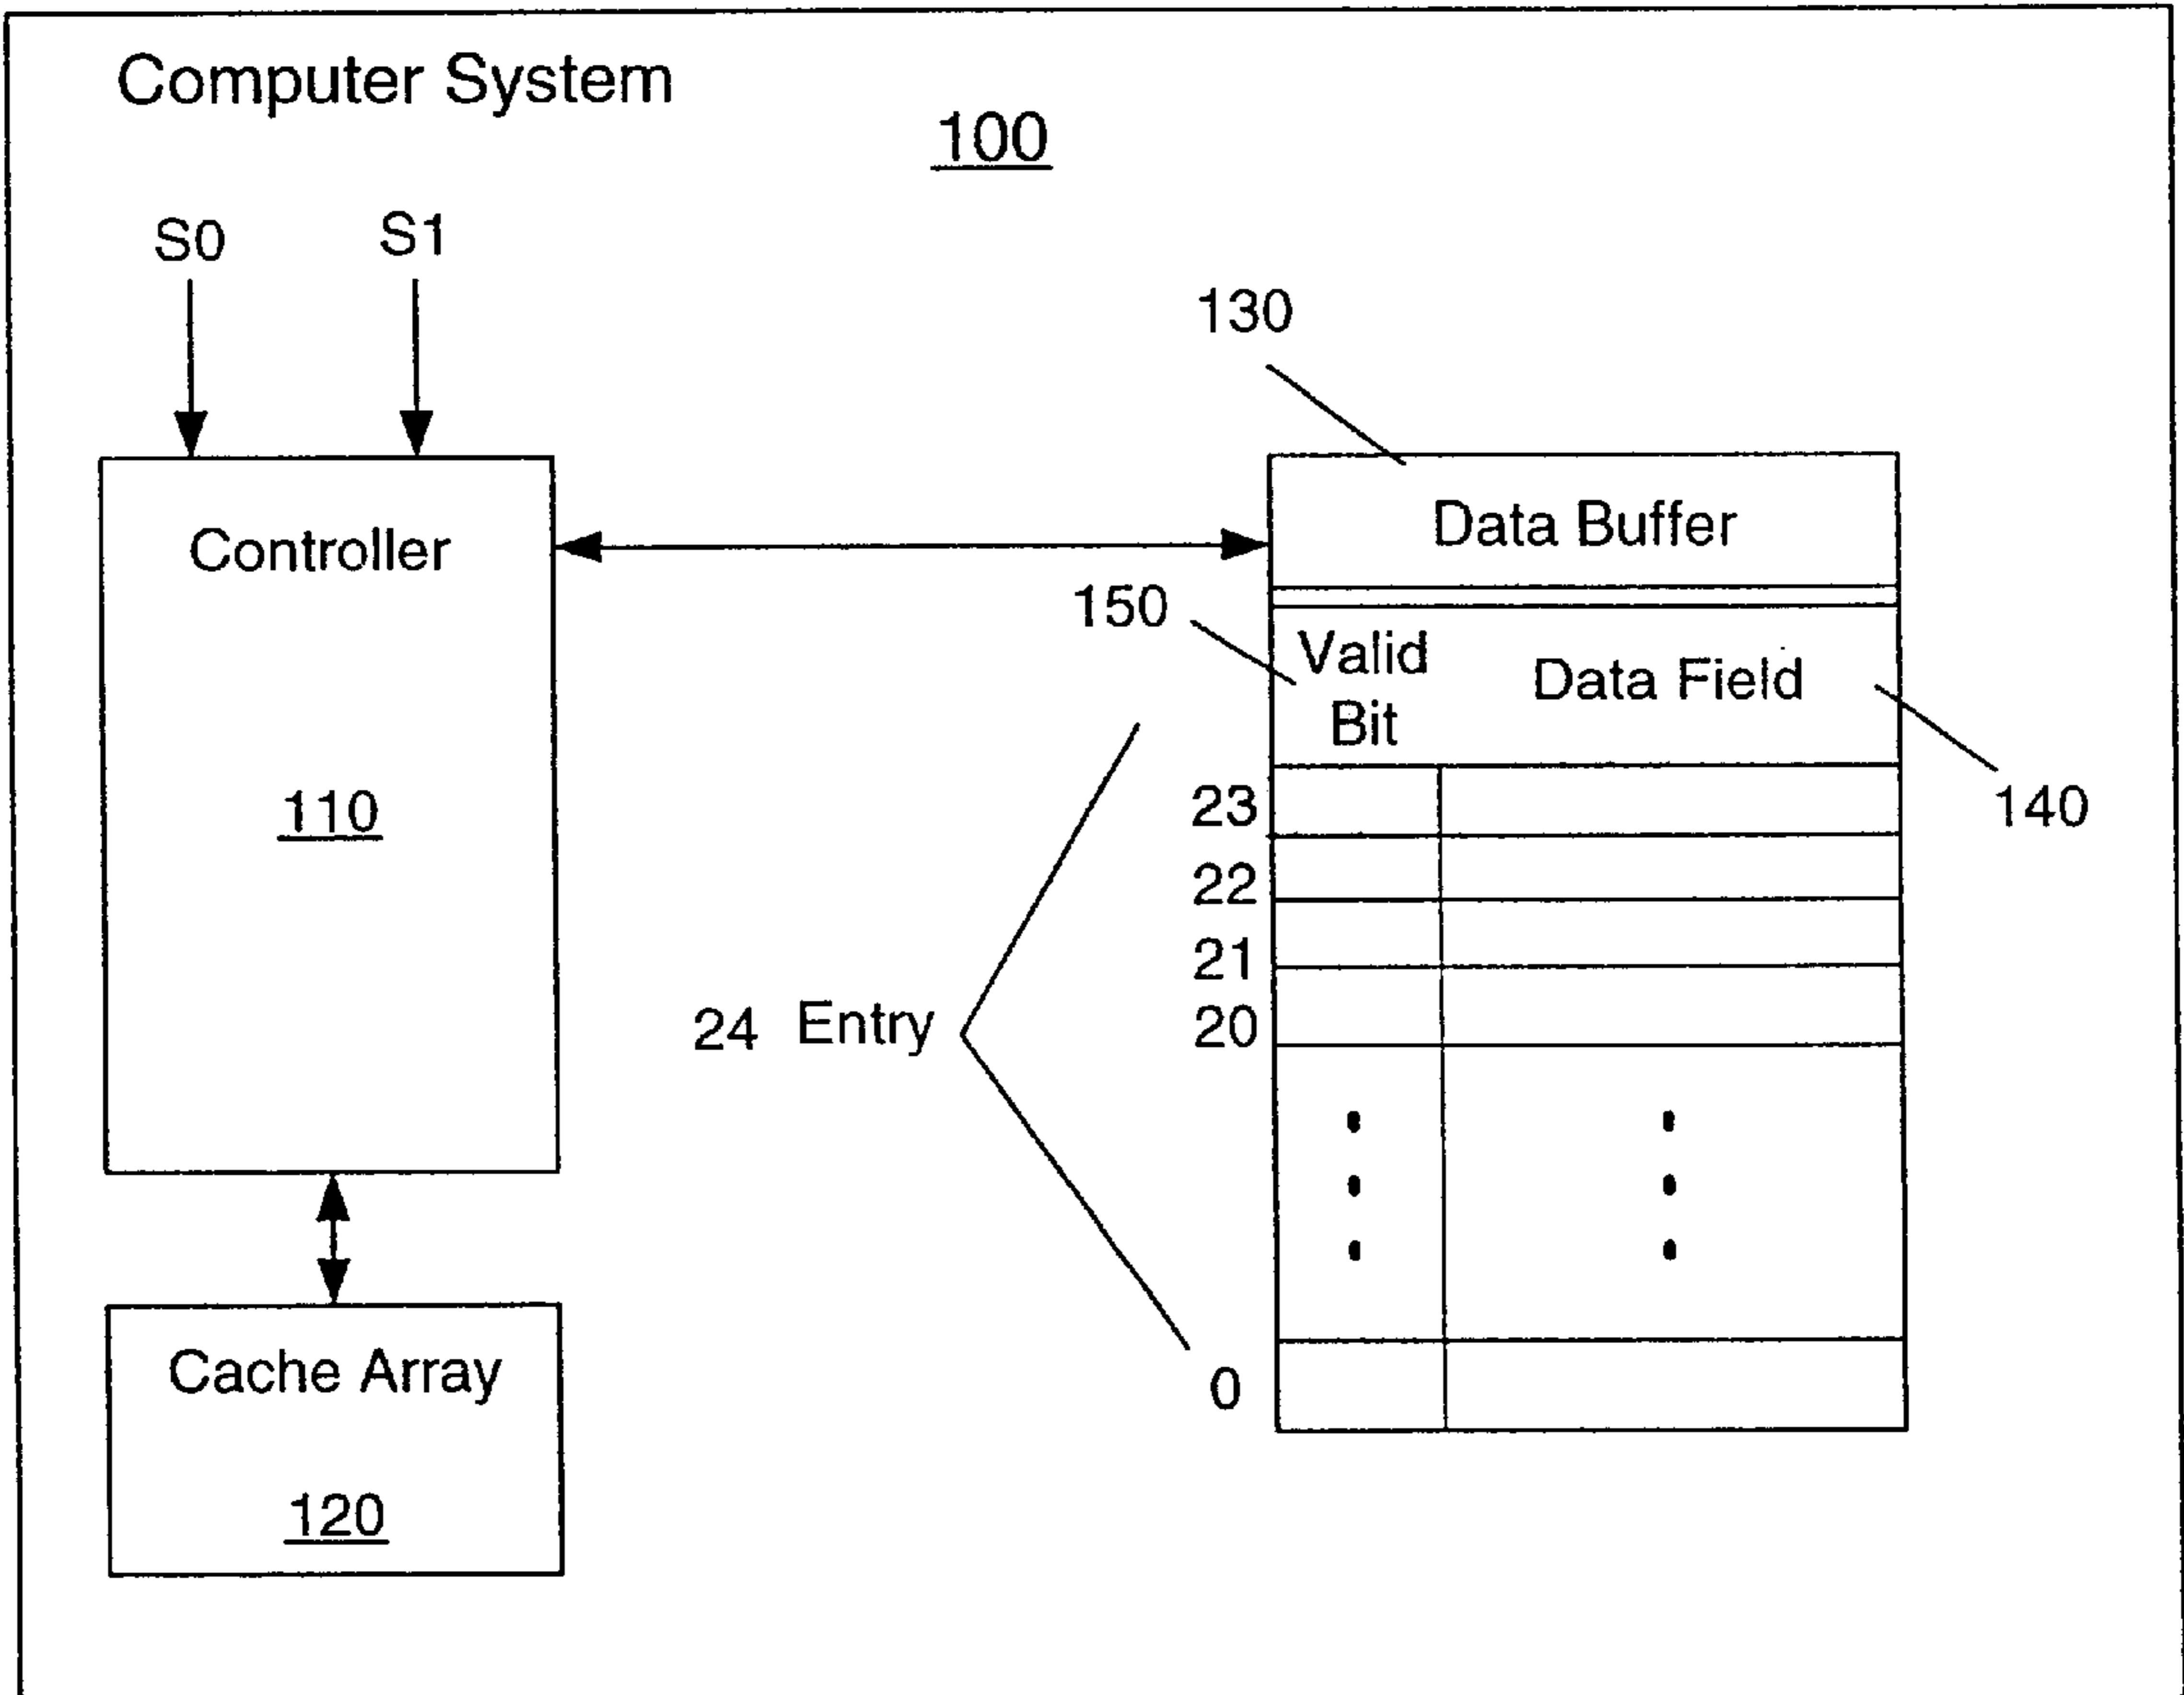 Computer System
100
S0
S1
130
Controller
Data Buffer
150
Valid
Bit
Data Field
110
23
140
22
21
24 Entry
20
Cache Array
0
120